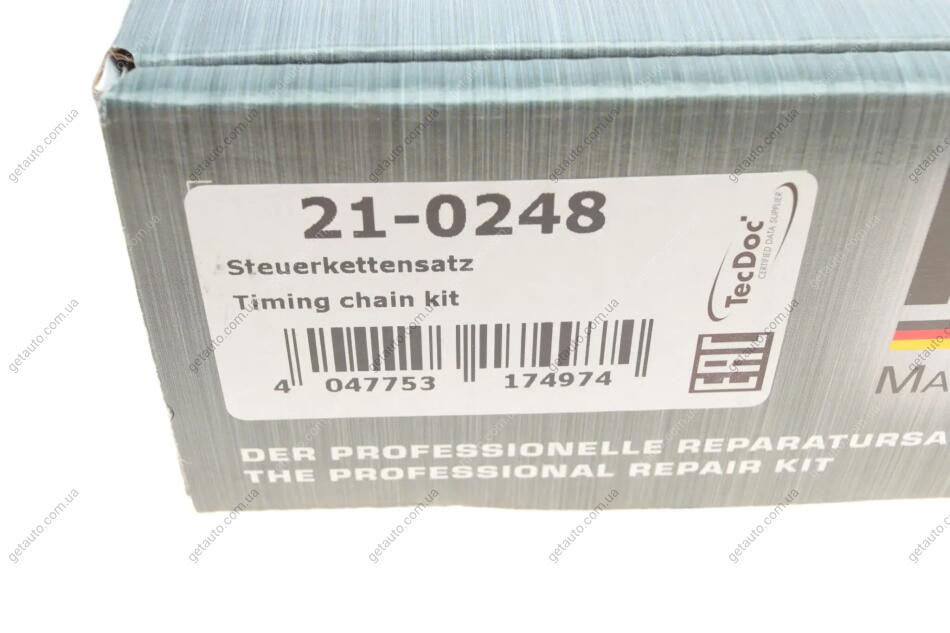 21-0248
Steuerkettensatz
Timing chain kit
4 047753 174974
TecDoc
CERTIFIED DATA SUPPLIER
EAC
DER PROFESSIONELLE REPARATURSA
THE PROFESSIONAL REPAIR KIT
MA
getauto.com.ua